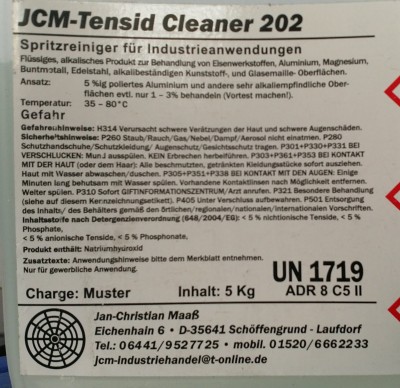 JCM-Tensid Cleaner 202
Spritzreiniger für Industrieanwendungen
Flüssiges, alkalisches Produkt zur Behandlung von Eisenwerkstoffen, Aluminium, Magnesium,
Buntmetall, Edelstahl, alkalibeständigen Kunststoff-, und Glasemaille- Oberflächen.
Ansatz: 5 %ig poliertes Aluminium und andere sehr alkaliempfindliche Ober-
flächen evtl. nur 1 - 3% behandeln (Vortest machen!).
Temperatur: 35 - 80°C
Gefahr
Gefahrenhinweise: H314 Verursacht schwere Verätzungen der Haut und schwere Augenschäden.
Sicherheitshinweise: P260 Staub/Rauch/Gas/Nebel/Dampf/Aerosol nicht einatmen. P280
Schutzhandschuhe/Schutzkleidung/ Augenschutz/Gesichtsschutz tragen. P301+P330+P331 BEI
VERSCHLUCKEN: Mund ausspülen. KEIN Erbrechen herbeiführen. P303+P361+P353 BEI KONTAKT
MIT DER HAUT (oder dem Haar): Alle beschmutzten, getränkten Kleidungsstücke sofort ausziehen.
Haut mit Wasser abwaschen/duschen. P305+P351+P338 BEI KONTAKT MIT DEN AUGEN: Einige
Minuten lang behutsam mit Wasser spülen. Vorhandene Kontaktlinsen nach Möglichkeit entfernen.
Weiter spülen. P310 Sofort GIFTINFORMATIONSZENTRUM/ Arzt anrufen. P321 Besondere Behandlung
(siehe auf diesem Kennzeichnungsetikett). P405 Unter Verschluss aufbewahren. P501 Entsorgung
des Inhalts/ des Behälters gemäß den örtlichen/regionalen/nationalen/internationalen Vorschriften.
Inhaltsstoffe nach Detergenzienverordnung (648/2004/EG): < 5 % nichtionische Tenside, < 5 %
Phosphate,
< 5 % anionische Tenside, < 5 % Phosphonate,
Produkt enthält: Natriumhyroxid
Zusatztexte: Anwendungshinweise bitte dem Merkblatt entnehmen.
Nur für gewerbliche Anwendung.
UN 1719
Charge: Muster Inhalt: 5 Kg ADR 8 C5 II
Jan-Christian Maaß
Eichenhain 6 • D-35641 Schöffengrund - Laufdorf
Tel.: 06441/9527725 • mobil. 01520/6662233
jcm-industriehandel@t-online.de